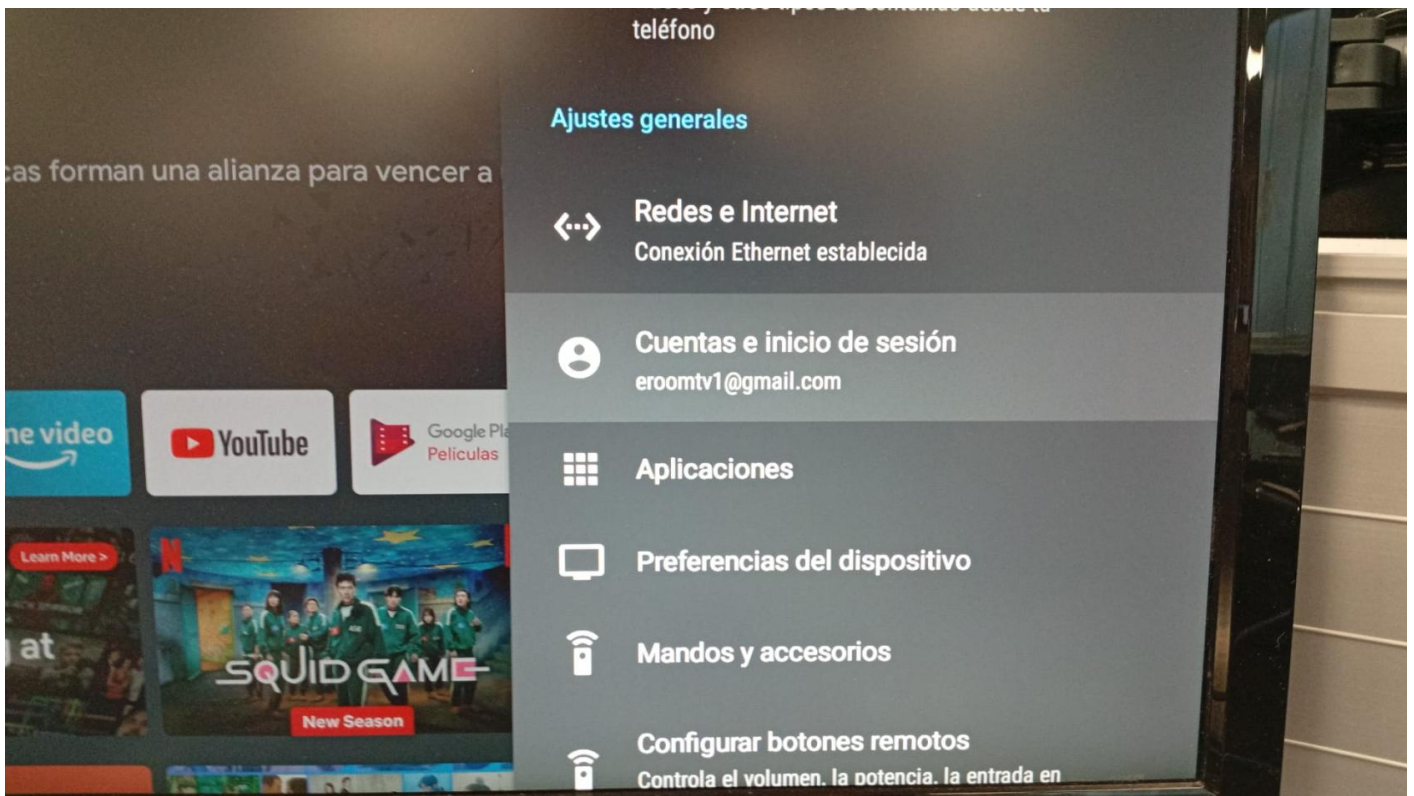 teléfono
Ajustes generales
cas forman una alianza para vencer a
Redes e Internet
Conexión Ethernet establecida
Cuentas e inicio de sesión
eroomtv1@gmail.com
Aplicaciones
Preferencias del dispositivo
Mandos y accesorios
Configurar botones remotos
Controla el volumen, la potencia, la entrada en
me video
YouTube
Google Pla
Películas
Learn More >
at
N
SQUID GAME
New Season